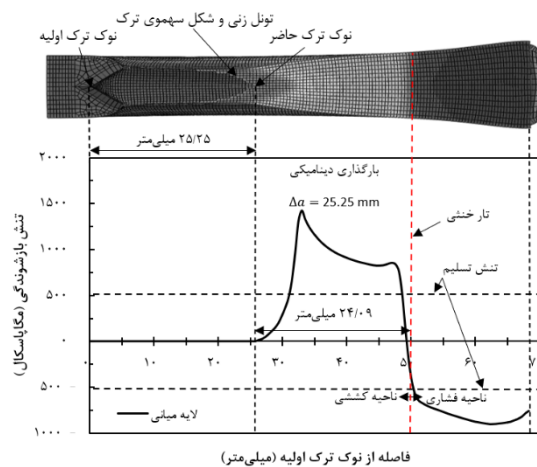 تونل زنی و شکل سهموی ترک
نوک ترک اولیه
نوک ترک حاضر
۲۵/۲۵ میلی‌متر
بارگذاری دینامیکی
Δa = 25.25 mm
تار خنثی
تنش تسلیم
۲۴/۰۹ میلی‌متر
ناحیه کششی
ناحیه فشاری
لایه میانی
تنش بازشوندگی (مگاپاسکال)
۲۰۰۰
۱۵۰۰
۱۰۰۰
۵۰۰
۰
۵۰۰
۱۰۰۰
۰ ۱۰ ۲۰ ۳۰ ۴۰ ۵۰ ۶۰ ۷۰
فاصله از نوک ترک اولیه (میلی‌متر)